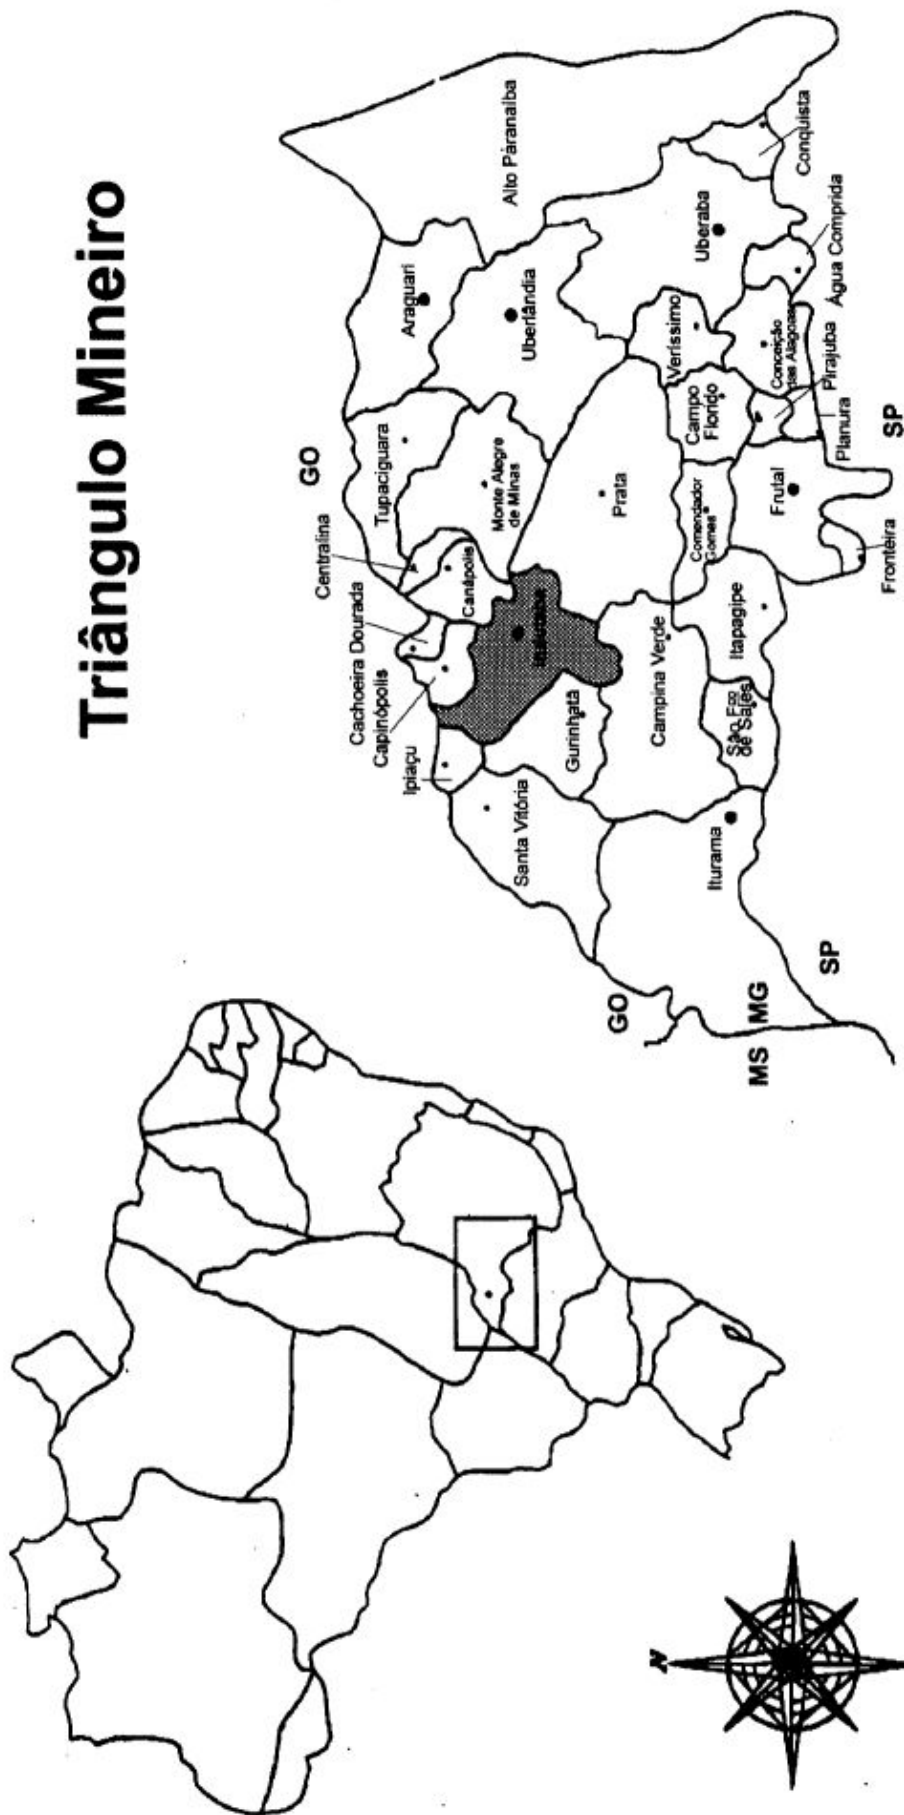 Triângulo Mineiro
GO
Centralina
Cachoeira Dourada
Capinópolis
Ipiaçu
Tupaciguara
Araguari
Alto Paranaíba
Canápolis
Monte Alegre
de Minas
Uberlândia
Ituiutaba
Santa Vitória
Gurinhatã
Prata
Veríssimo
Uberaba
Campina Verde
Comendador
Gomes
Campo
Florido
Conceição
das Alagoas
Conquista
Água Comprida
Pirajuba
Planura
Iturama
São Fco
de Sales
Itapagipe
Frutal
Fronteira
SP
GO
MS
MG
SP
N